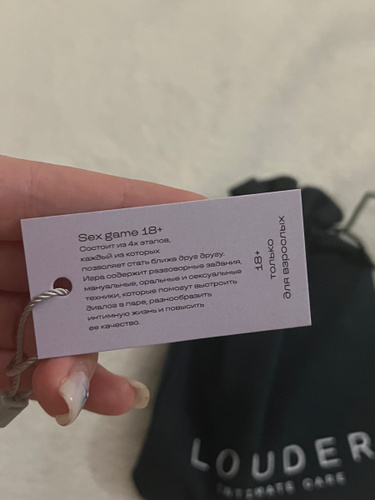 Sex game 18+
Состоит из 4х этапов,
каждый из которых
позволяет стать ближе друг другу.
Игра содержит разговорные задания,
мануальные, оральные и сексуальные
техники, которые помогут выстроить
диалог в паре, разнообразить
интимную жизнь и повысить
ее качество.
18+
только
для взрослых
LOUDER
INTIMATE CARE